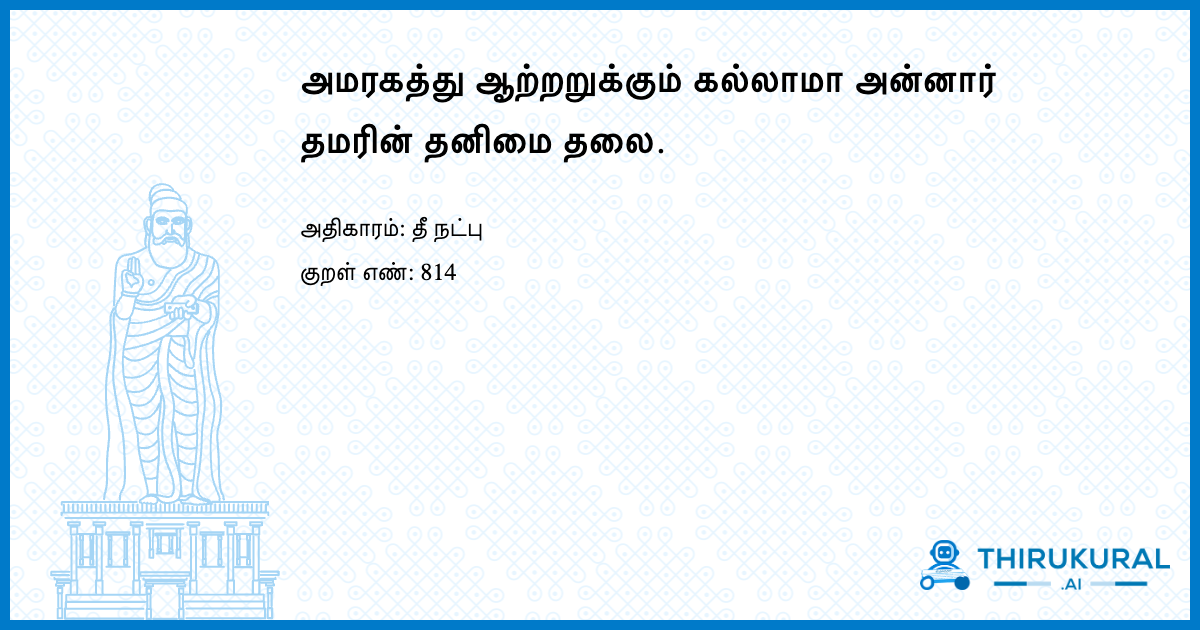 அமரகத்து ஆற்றறுக்கும் கல்லாமா அன்னார்
தமரின் தனிமை தலை.
அதிகாரம்: தீ நட்பு
குறள் எண்: 814
THIRUKURAL
.AI